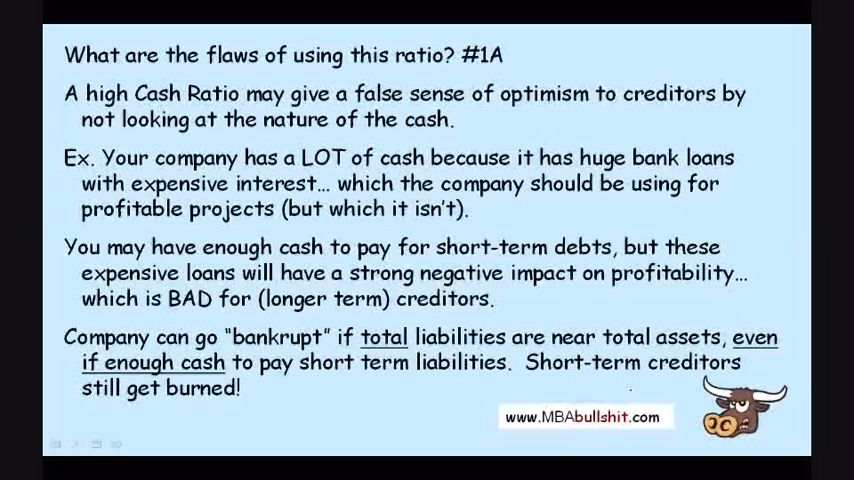 What are the flaws of using this ratio? #1A
A high Cash Ratio may give a false sense of optimism to creditors by
not looking at the nature of the cash.
Ex. Your company has a LOT of cash because it has huge bank loans
with expensive interest… which the company should be using for
profitable projects (but which it isn't).
You may have enough cash to pay for short-term debts, but these
expensive loans will have a strong negative impact on profitability…
which is BAD for (longer term) creditors.
Company can go "bankrupt" if total liabilities are near total assets, even
if enough cash to pay short term liabilities. Short-term creditors
still get burned!
www.MBAbullshit.com